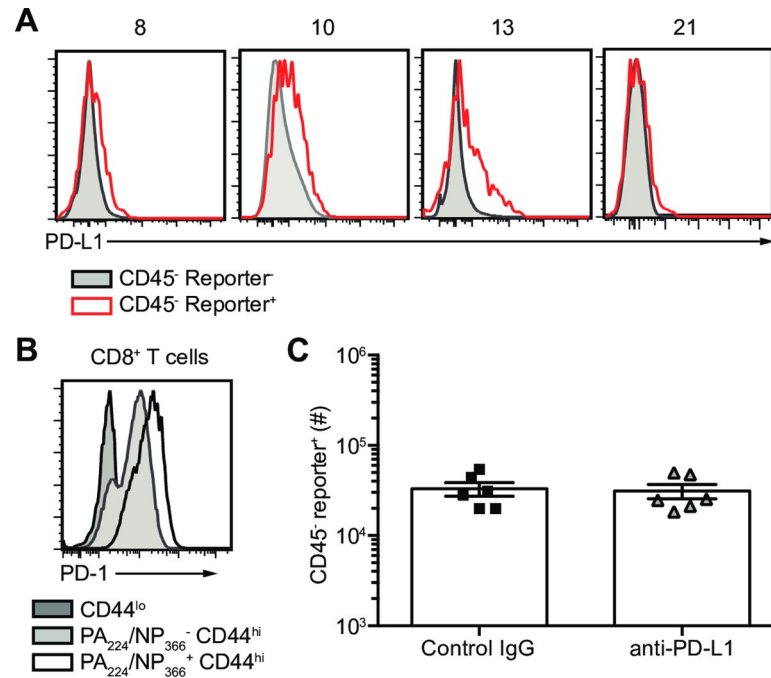 A
8 10 13 21
PD-L1
CD45⁻ Reporter⁻
CD45⁻ Reporter⁺
B
CD8⁺ T cells
PD-1
CD44ˡᵒ
PA₂₂₄/NP₃₆₆⁻ CD44ʰⁱ
PA₂₂₄/NP₃₆₆⁺ CD44ʰⁱ
C
CD45⁻ reporter⁺ (#)
10⁶
10⁵
10⁴
10³
Control IgG anti-PD-L1